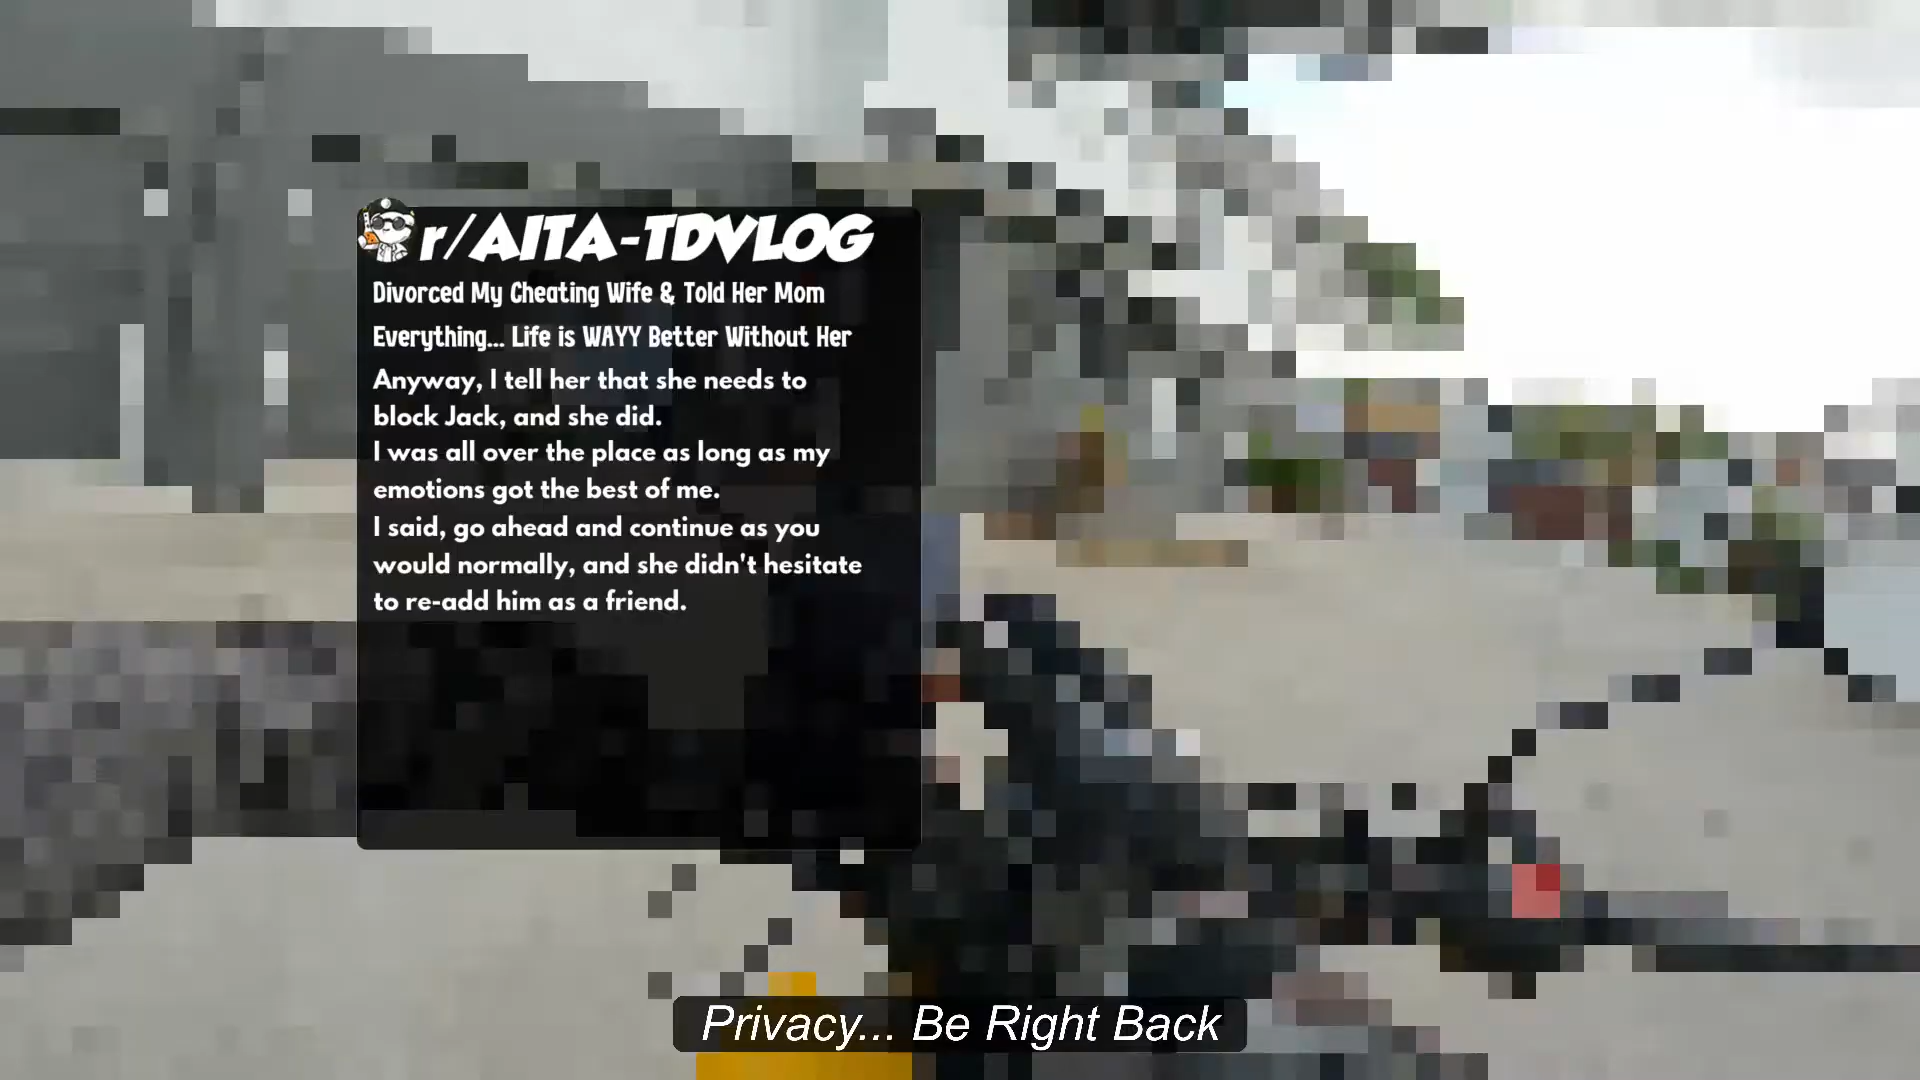 r/AITA-TDVLOG
Divorced My Cheating Wife & Told Her Mom
Everything... Life is WAYY Better Without Her
Anyway, I tell her that she needs to
block Jack, and she did.
I was all over the place as long as my
emotions got the best of me.
I said, go ahead and continue as you
would normally, and she didn't hesitate
to re-add him as a friend.
Privacy... Be Right Back